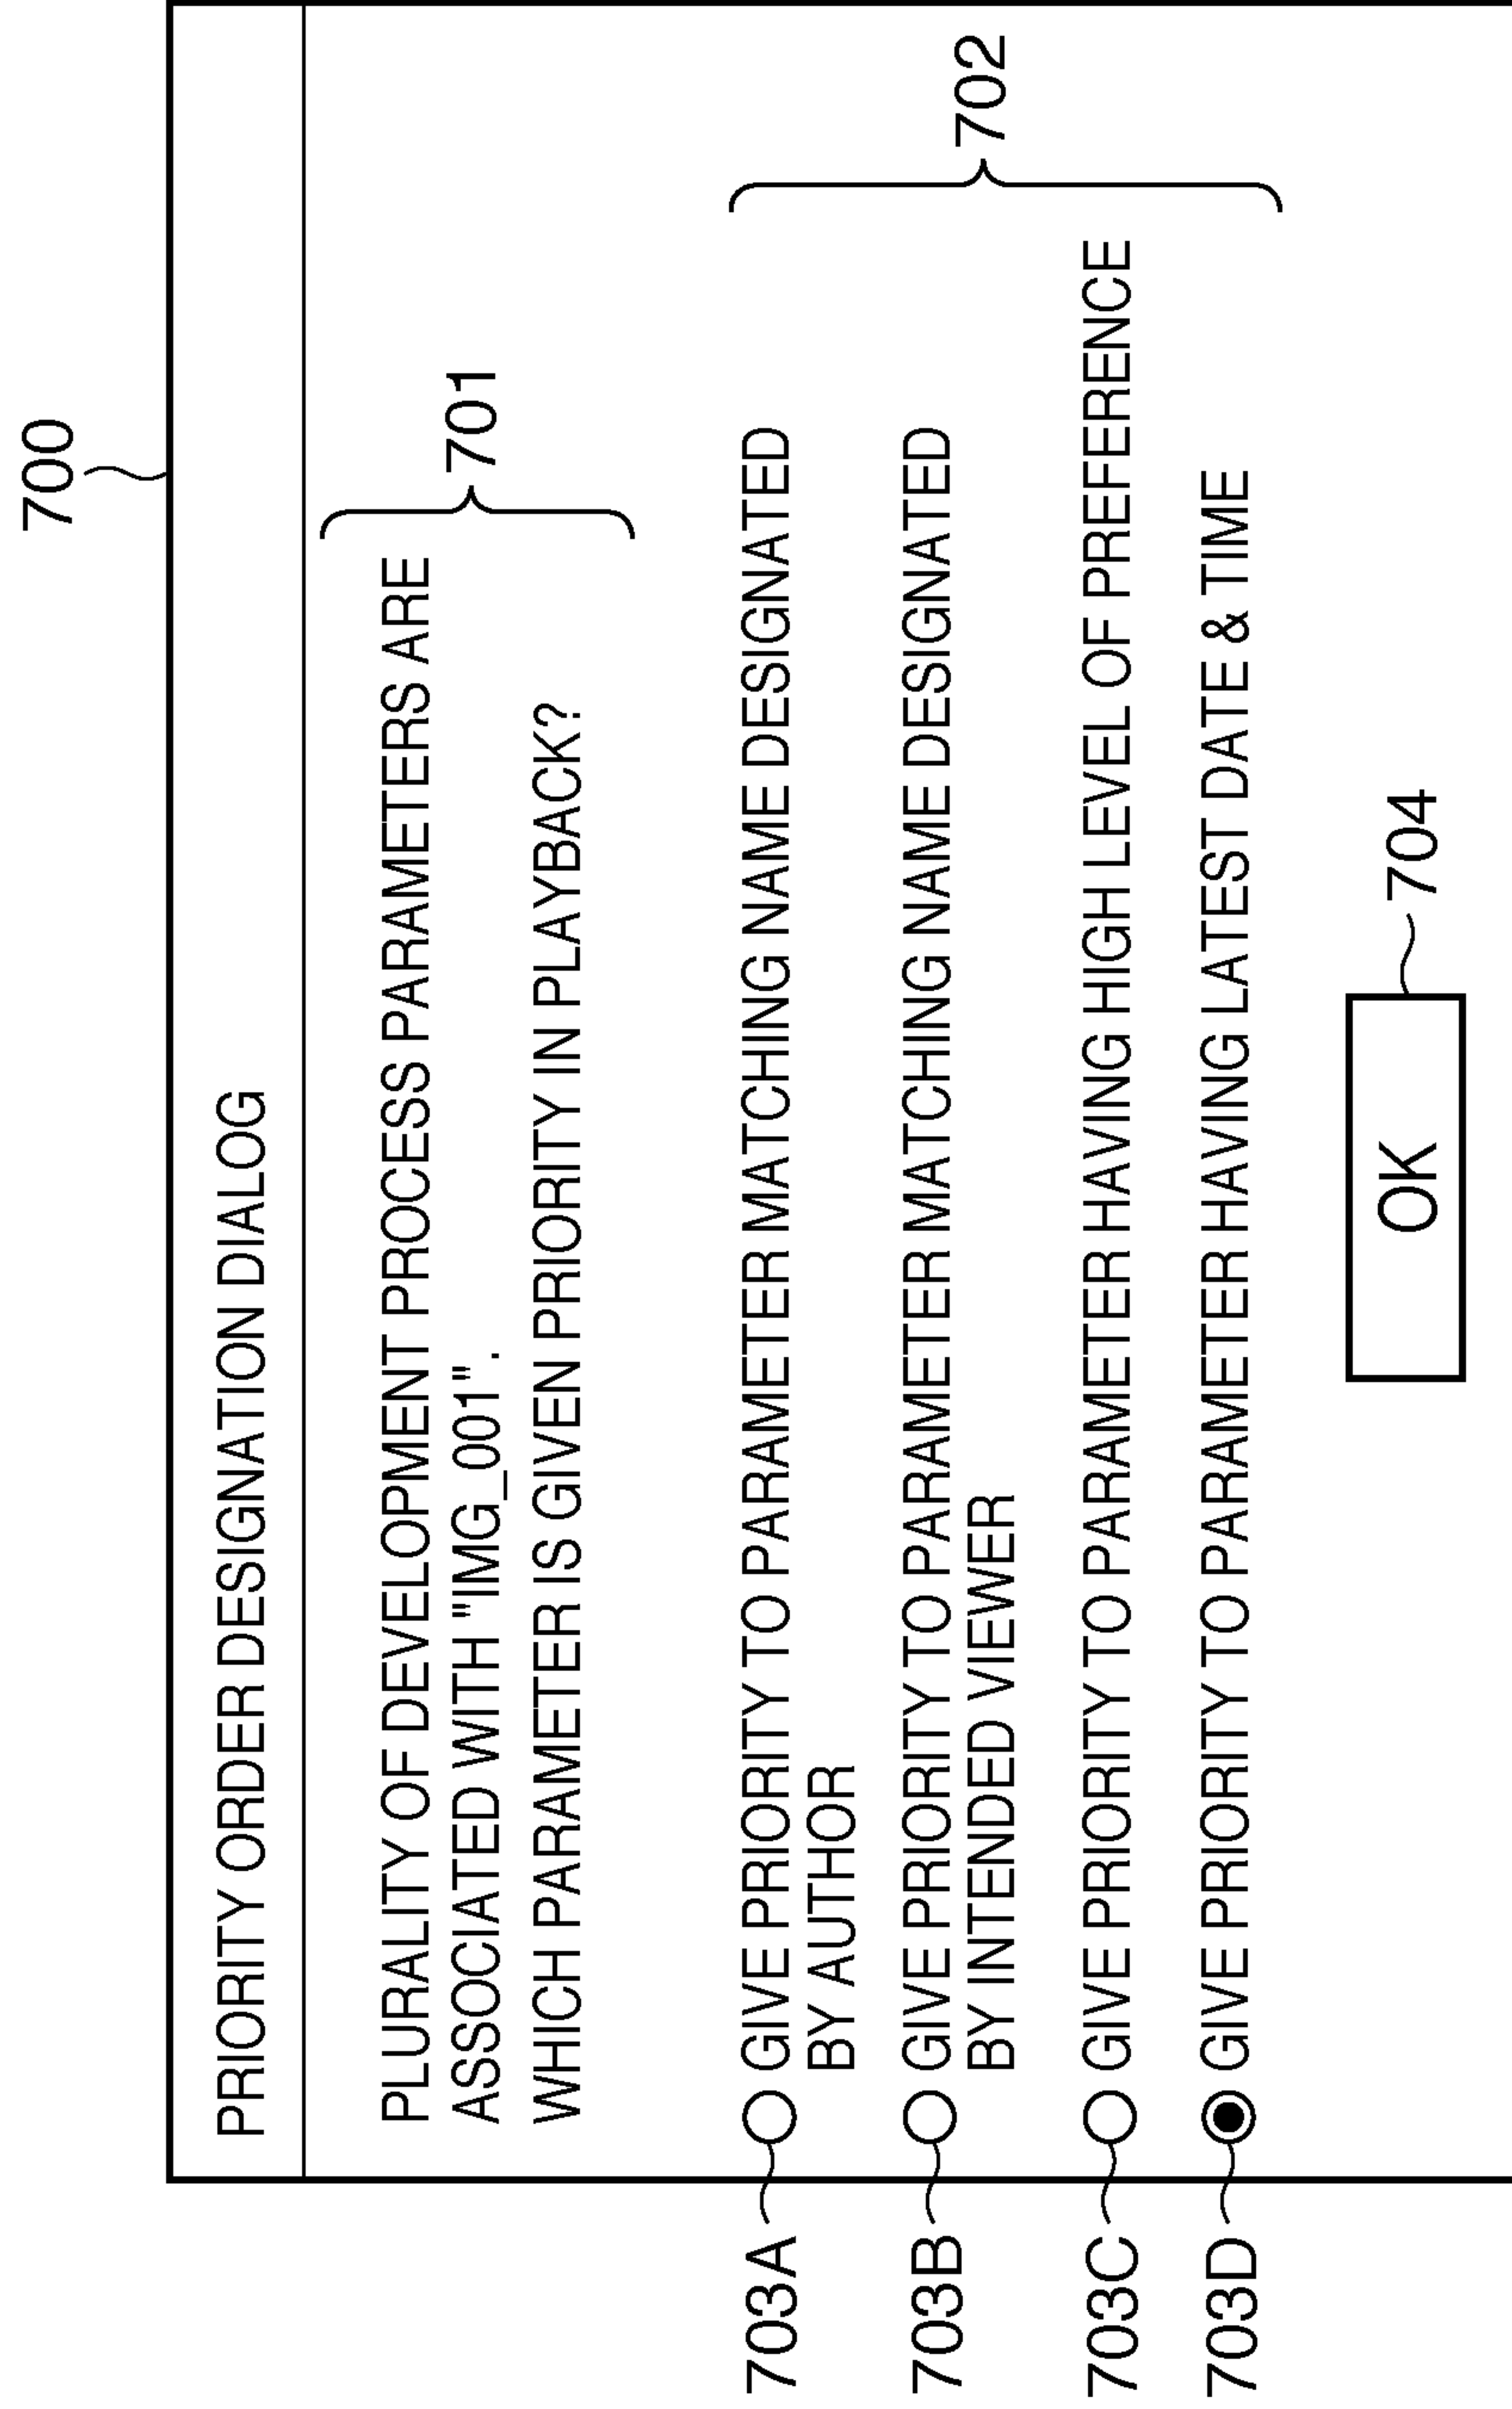 700
PRIORITY ORDER DESIGNATION DIALOG
PLURALITY OF DEVELOPMENT PROCESS PARAMETERS ARE
ASSOCIATED WITH "IMG_001".
WHICH PARAMETER IS GIVEN PRIORITY IN PLAYBACK?
701
703A
GIVE PRIORITY TO PARAMETER MATCHING NAME DESIGNATED
BY AUTHOR
703B
GIVE PRIORITY TO PARAMETER MATCHING NAME DESIGNATED
BY INTENDED VIEWER
702
703C
GIVE PRIORITY TO PARAMETER HAVING HIGH LEVEL OF PREFERENCE
703D
GIVE PRIORITY TO PARAMETER HAVING LATEST DATE & TIME
OK
704